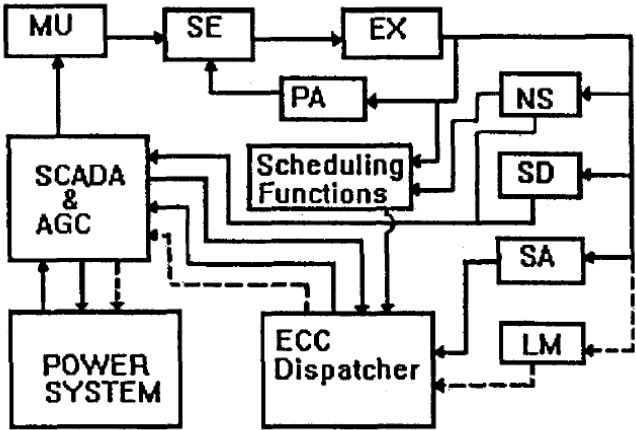 MU
SE
EX
PA
NS
SCADA
&
AGC
Scheduling
Functions
SD
SA
POWER
SYSTEM
ECC
Dispatcher
LM